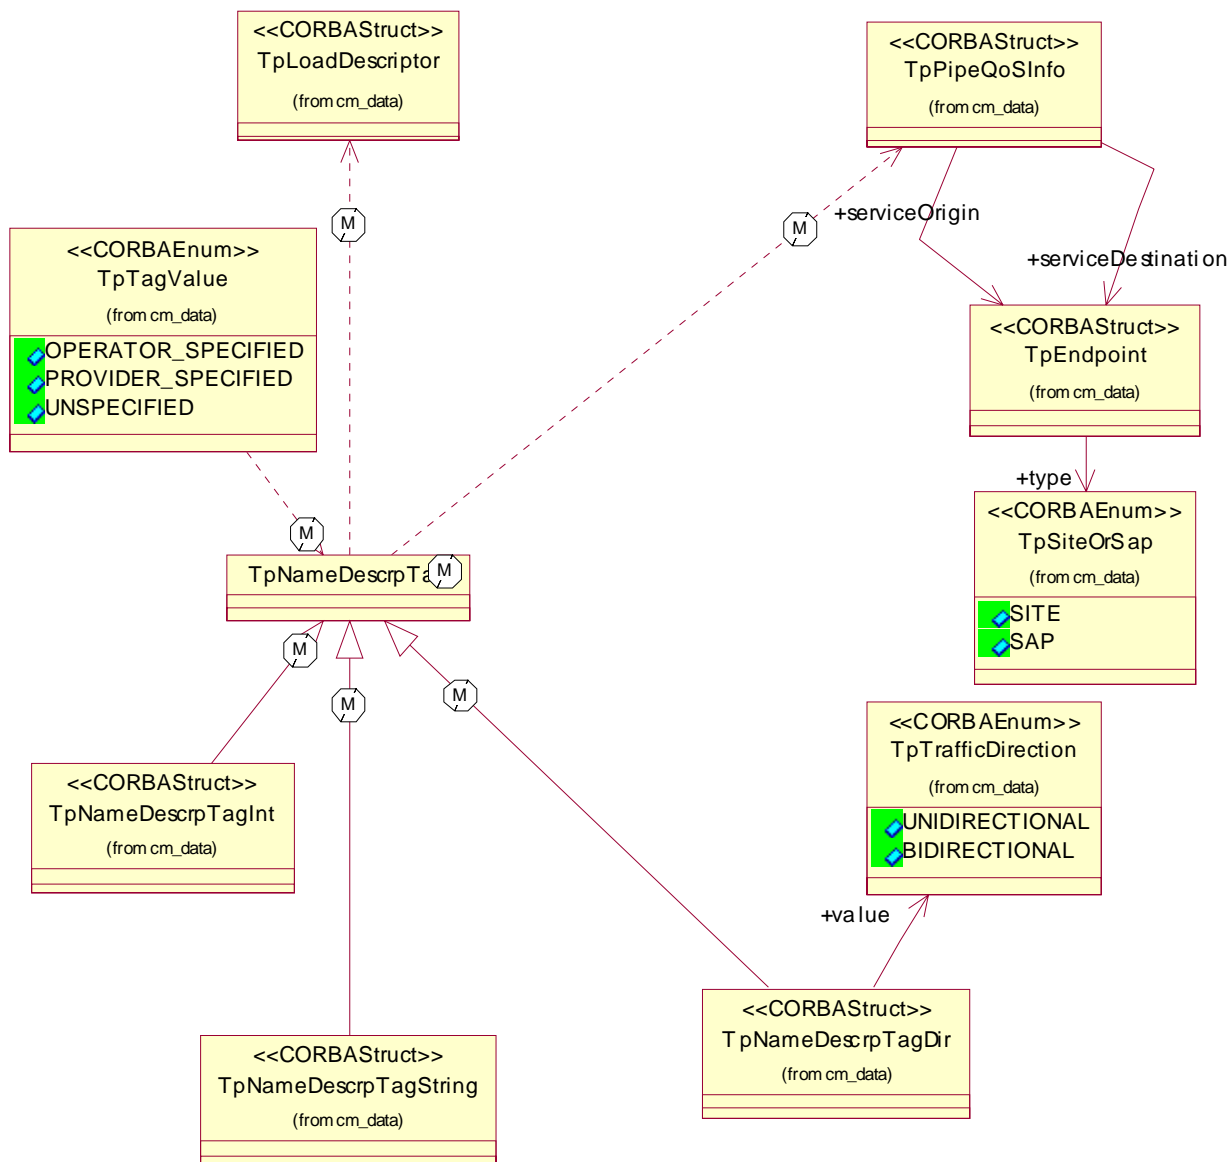 <<CORBAStruct>>
TpLoadDescriptor
(from cm_data)
<<CORBAStruct>>
TpPipeQoSInfo
(from cm_data)
M
M
+serviceOrigin
+serviceDestination
<<CORBAEnum>>
TpTagValue
(from cm_data)
OPERATOR_SPECIFIED
PROVIDER_SPECIFIED
UNSPECIFIED
<<CORBAStruct>>
TpEndpoint
(from cm_data)
+type
<<CORBAEnum>>
TpSiteOrSap
(from cm_data)
SITE
SAP
M
TpNameDescrpTa
M
M
M
M
<<CORBAEnum>>
TpTrafficDirection
(from cm_data)
UNIDIRECTIONAL
BIDIRECTIONAL
+value
<<CORBAStruct>>
TpNameDescrpTagInt
(from cm_data)
<<CORBAStruct>>
TpNameDescrpTagDir
(from cm_data)
<<CORBAStruct>>
TpNameDescrpTagString
(from cm_data)